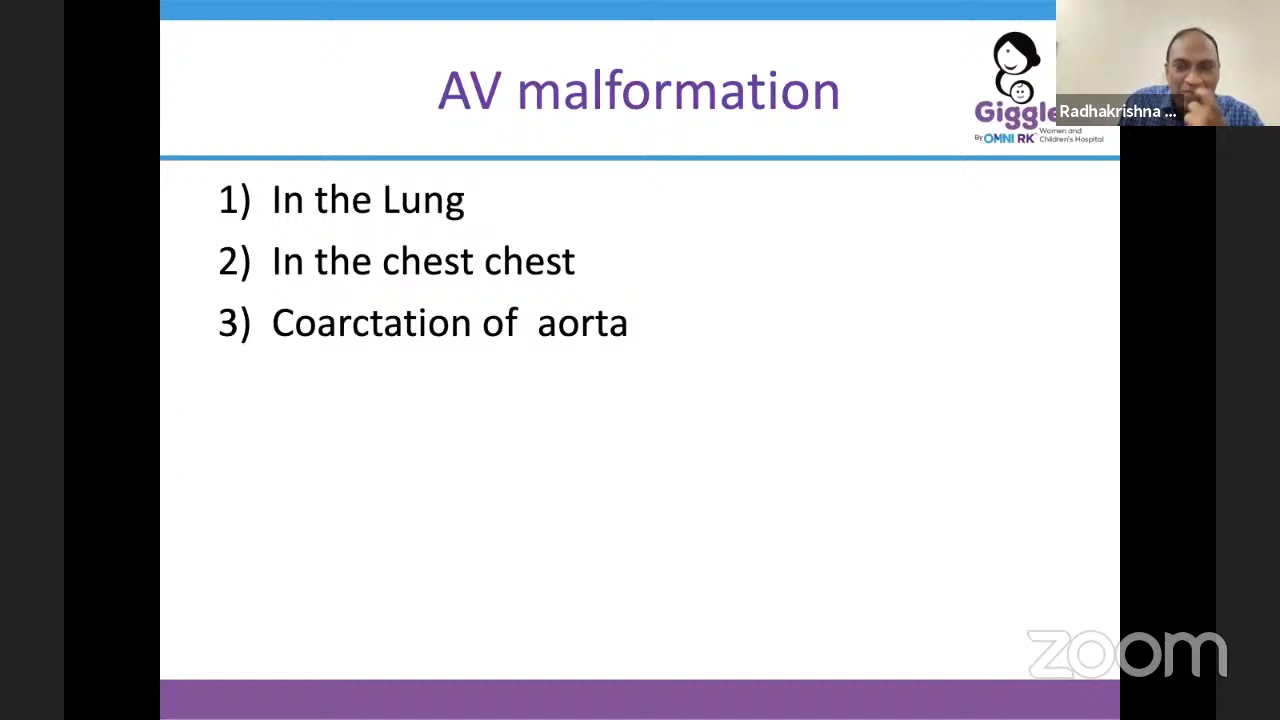 AV malformation
Giggle
By OMNI RK Women and
Children's Hospital
Radhakrishna ...
1) In the Lung
2) In the chest chest
3) Coarctation of aorta
zoom